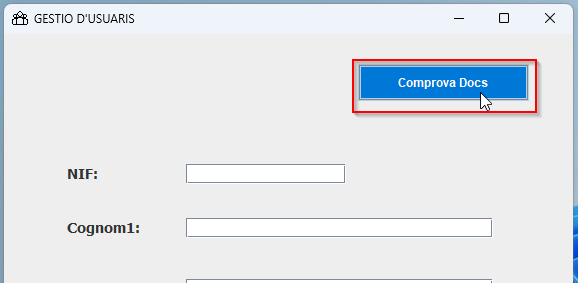 GESTIO D'USUARIS
Comprova Docs
NIF:
Cognom1: